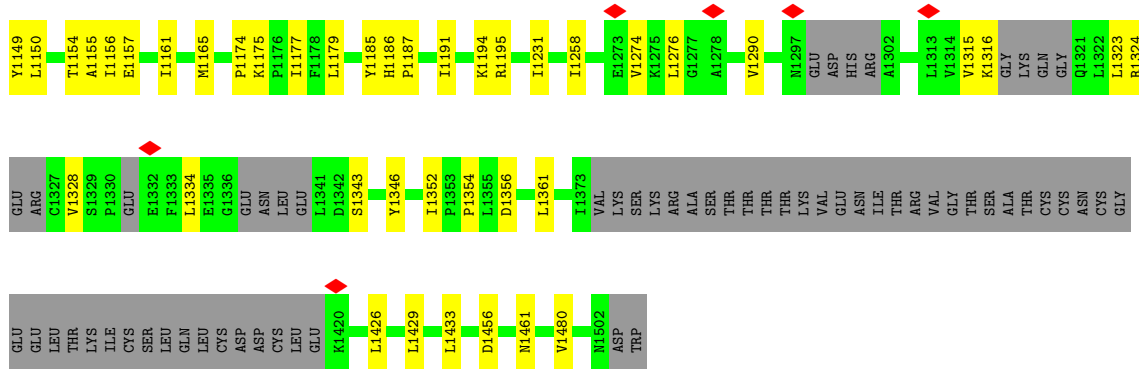 Y1149 L1150 T1154 A1155 I1156 E1157 I1161 M1165 P1174 K1175 P1176 I1177 F1178 L1179 Y1185 H1186 P1187 I1191 K1194 R1195 I1231 I1258 E1273 V1274 K1275 L1276 G1277 A1278 V1290 N1297 GLU ASP HIS ARG A1302 L1313 V1314 V1315 K1316 GLY LYS GLN GLY Q1321 L1322 L1323 R1324
GLU ARG C1327 V1328 S1329 P1330 GLU E1332 F1333 L1334 E1335 G1336 GLU ASN LEU GLU L1341 D1342 S1343 Y1346 I1352 P1353 P1354 L1355 D1356 L1361 I1373 VAL LYS SER LYS ARG ALA SER THR THR THR THR LYS VAL GLU ASN ILE THR ARG VAL GLY THR SER ALA THR CYS CYS ASN CYS GLY
GLU GLU LEU THR LYS ILE CYS SER LEU GLN LEU CYS ASP ASP CYS LEU GLU K1420 L1426 L1429 L1433 D1456 N1461 V1480 N1502 ASP TRP